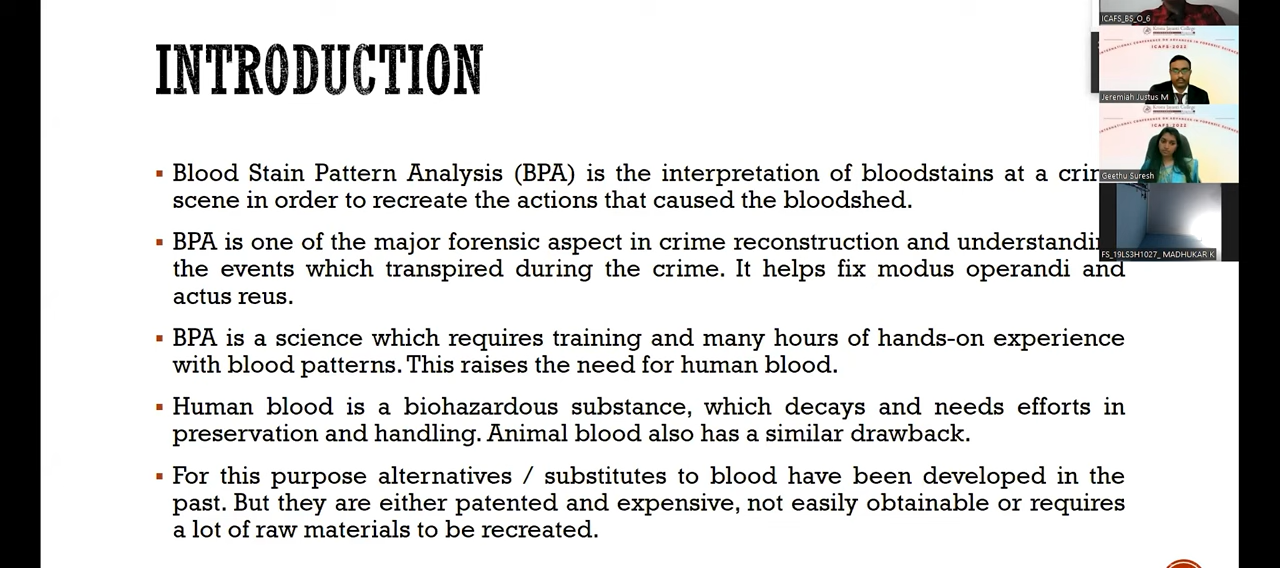 INTRODUCTION
▪ Blood Stain Pattern Analysis (BPA) is the interpretation of bloodstains at a crim
scene in order to recreate the actions that caused the bloodshed.
▪ BPA is one of the major forensic aspect in crime reconstruction and understandin
the events which transpired during the crime. It helps fix modus operandi and
actus reus.
▪ BPA is a science which requires training and many hours of hands-on experience
with blood patterns. This raises the need for human blood.
▪ Human blood is a biohazardous substance, which decays and needs efforts in
preservation and handling. Animal blood also has a similar drawback.
▪ For this purpose alternatives / substitutes to blood have been developed in the
past. But they are either patented and expensive, not easily obtainable or requires
a lot of raw materials to be recreated.
ICAFS_BS_O_6
ICAFS-2022
Jeremiah Justus M
ICAFS-2022
Geethu Suresh
FS_19LS3H1027_ MADHUKAR K